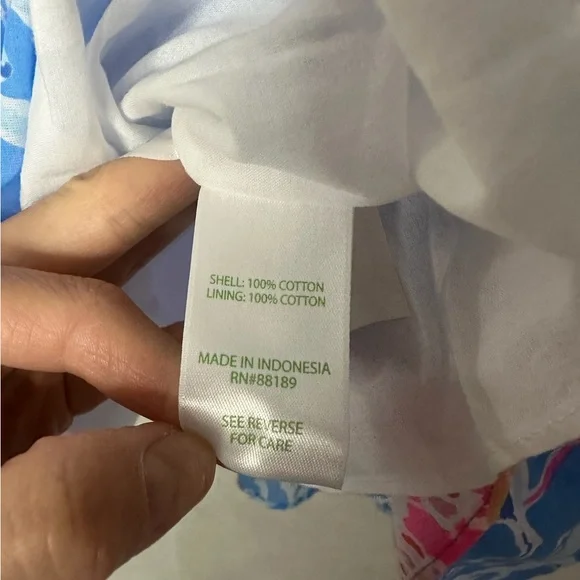 SHELL: 100% COTTON
LINING: 100% COTTON
MADE IN INDONESIA
RN#88189
SEE REVERSE
FOR CARE